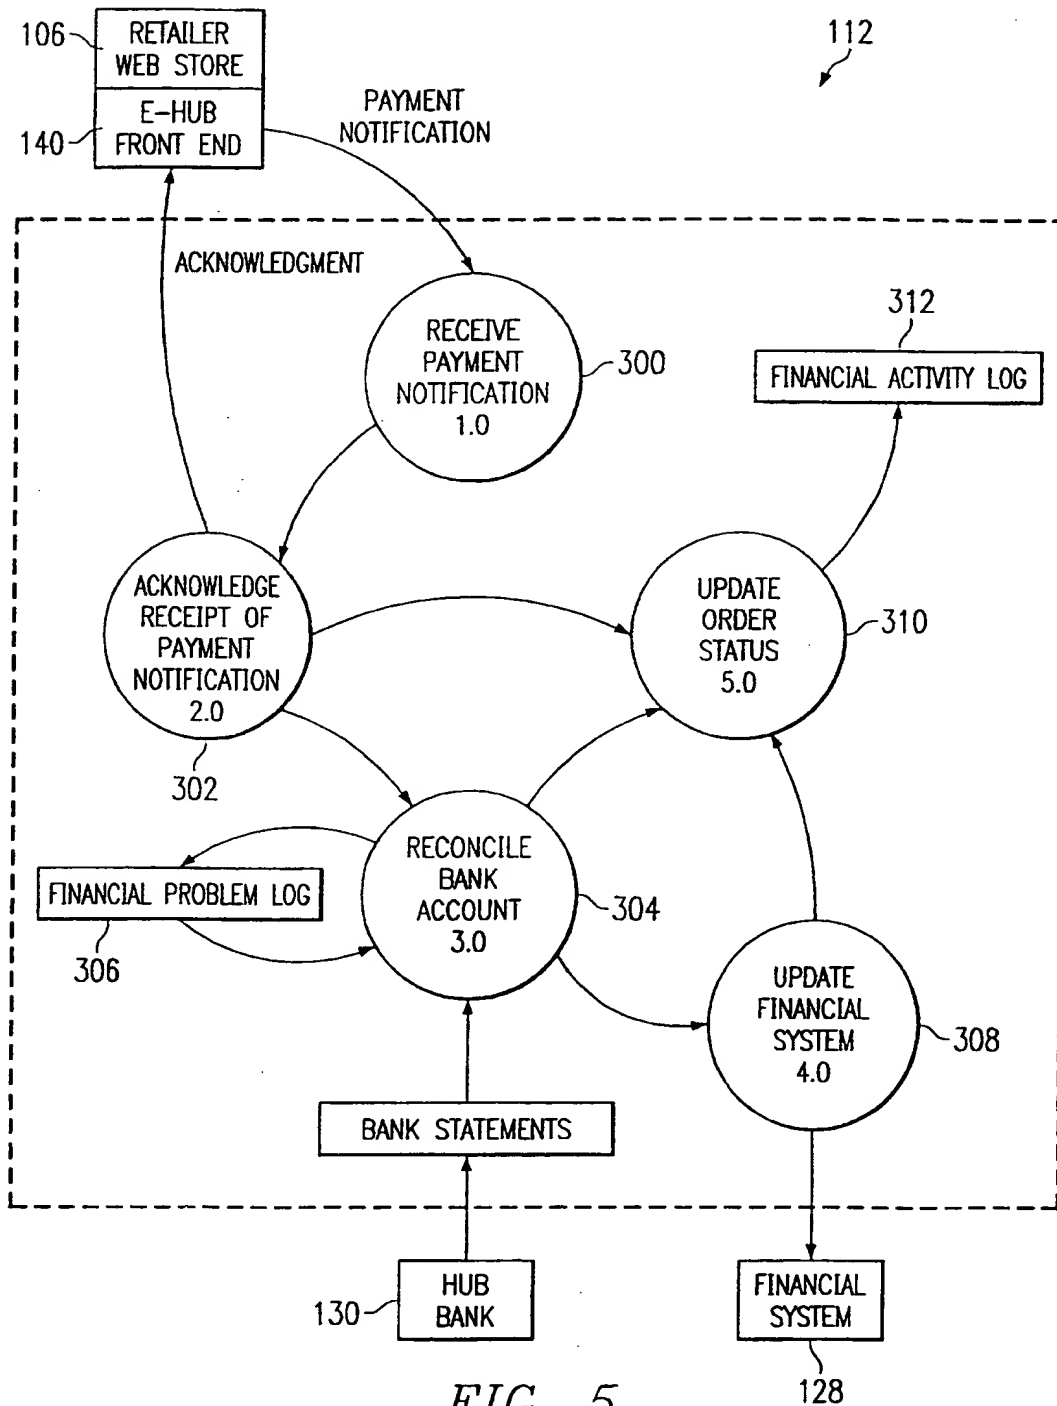 106
RETAILER
WEB STORE
112
140
E-HUB
FRONT END
PAYMENT
NOTIFICATION
ACKNOWLEDGMENT
RECEIVE
PAYMENT
NOTIFICATION
1.0
300
312
FINANCIAL ACTIVITY LOG
ACKNOWLEDGE
RECEIPT OF
PAYMENT
NOTIFICATION
2.0
302
UPDATE
ORDER
STATUS
5.0
310
RECONCILE
BANK
ACCOUNT
3.0
304
FINANCIAL PROBLEM LOG
306
UPDATE
FINANCIAL
SYSTEM
4.0
308
BANK STATEMENTS
130
HUB
BANK
FINANCIAL
SYSTEM
128
FIG. 5